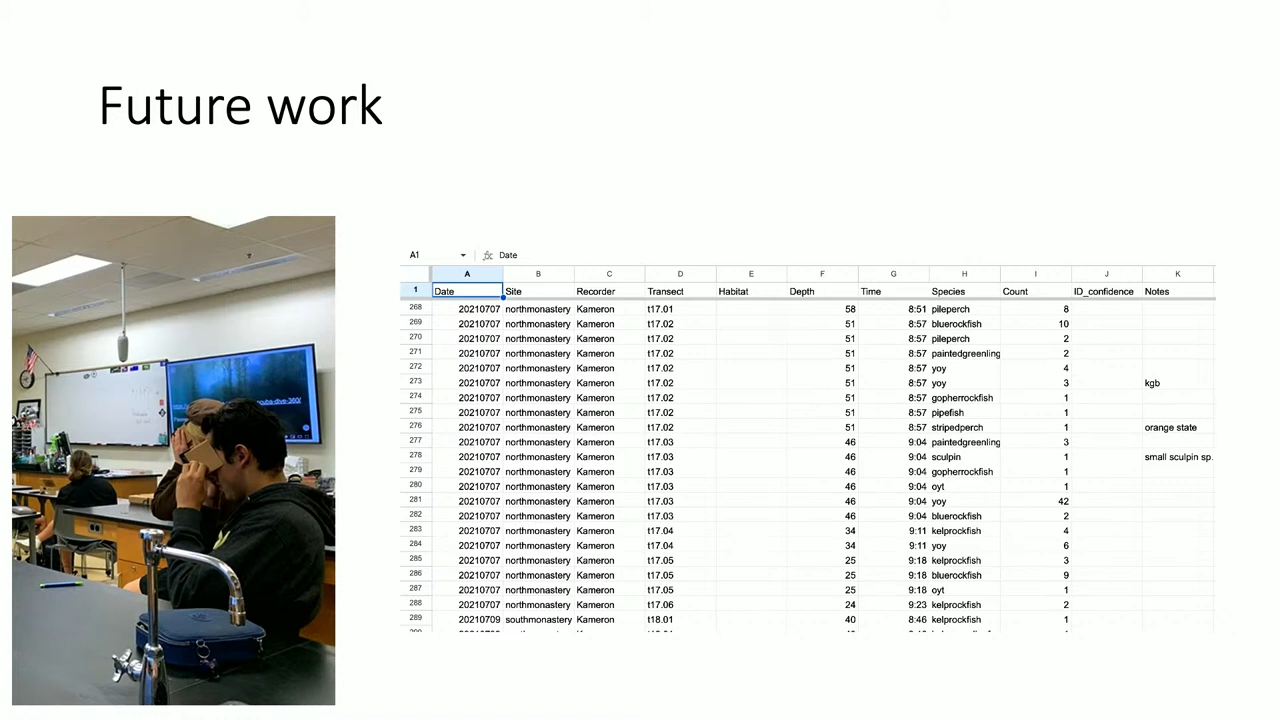 Future work
A1 fx Date
A B C D E F G H I J K
1 Date Site Recorder Transect Habitat Depth Time Species Count ID_confidence Notes
268 20210707 northmonastery Kameron t17.01 58 8:51 pileperch 8
269 20210707 northmonastery Kameron t17.02 51 8:57 bluerockfish 10
270 20210707 northmonastery Kameron t17.02 51 8:57 pileperch 2
271 20210707 northmonastery Kameron t17.02 51 8:57 paintedgreenling 2
272 20210707 northmonastery Kameron t17.02 51 8:57 yoy 4
273 20210707 northmonastery Kameron t17.02 51 8:57 yoy 3 kgb
274 20210707 northmonastery Kameron t17.02 51 8:57 gopherrockfish 1
275 20210707 northmonastery Kameron t17.02 51 8:57 pipefish 1
276 20210707 northmonastery Kameron t17.02 51 8:57 stripedperch 1 orange state
277 20210707 northmonastery Kameron t17.03 46 9:04 paintedgreenling 3
278 20210707 northmonastery Kameron t17.03 46 9:04 sculpin 1 small sculpin sp.
279 20210707 northmonastery Kameron t17.03 46 9:04 gopherrockfish 1
280 20210707 northmonastery Kameron t17.03 46 9:04 oyt 1
281 20210707 northmonastery Kameron t17.03 46 9:04 yoy 42
282 20210707 northmonastery Kameron t17.03 46 9:04 bluerockfish 2
283 20210707 northmonastery Kameron t17.04 34 9:11 kelprockfish 4
284 20210707 northmonastery Kameron t17.04 34 9:11 yoy 6
285 20210707 northmonastery Kameron t17.05 25 9:18 kelprockfish 3
286 20210707 northmonastery Kameron t17.05 25 9:18 bluerockfish 9
287 20210707 northmonastery Kameron t17.05 25 9:18 oyt 1
288 20210707 northmonastery Kameron t17.06 24 9:23 kelprockfish 2
289 20210709 southmonastery Kameron t18.01 40 8:46 kelprockfish 1